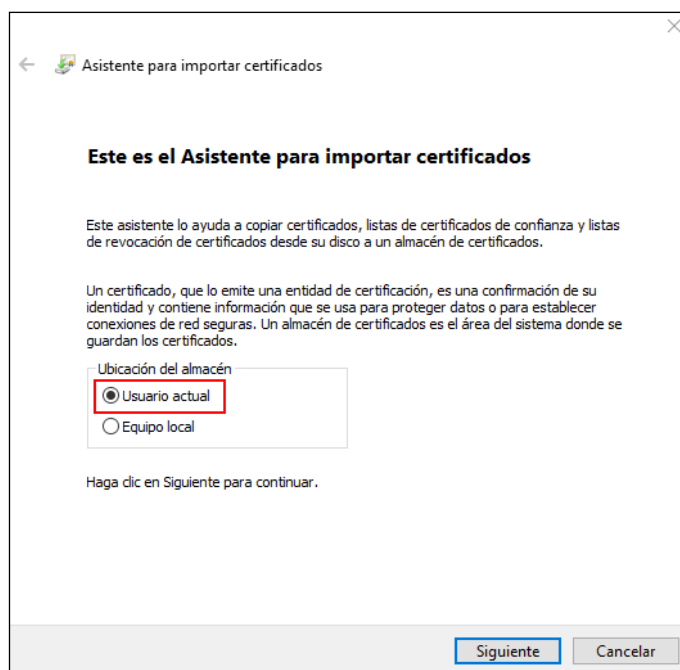 Asistente para importar certificados
Este es el Asistente para importar certificados
Este asistente lo ayuda a copiar certificados, listas de certificados de confianza y listas
de revocación de certificados desde su disco a un almacén de certificados.
Un certificado, que lo emite una entidad de certificación, es una confirmación de su
identidad y contiene información que se usa para proteger datos o para establecer
conexiones de red seguras. Un almacén de certificados es el área del sistema donde se
guardan los certificados.
Ubicación del almacén
Usuario actual
Equipo local
Haga clic en Siguiente para continuar.
Siguiente Cancelar